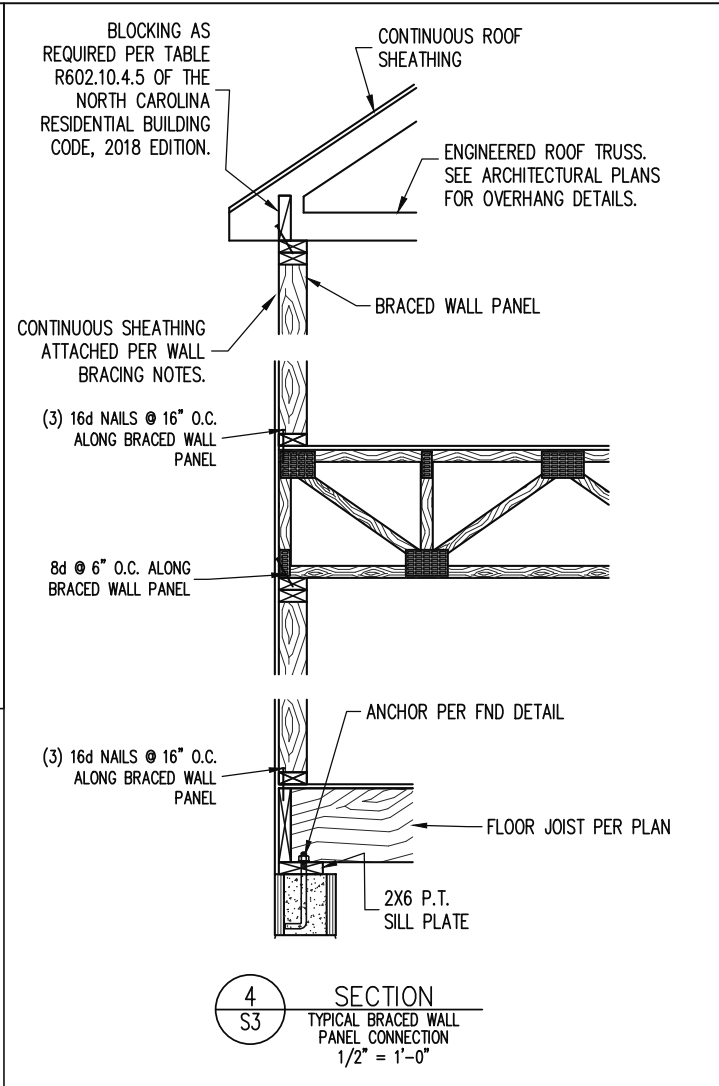 BLOCKING AS
REQUIRED PER TABLE
R602.10.4.5 OF THE
NORTH CAROLINA
RESIDENTIAL BUILDING
CODE, 2018 EDITION.
CONTINUOUS ROOF
SHEATHING
ENGINEERED ROOF TRUSS.
SEE ARCHITECTURAL PLANS
FOR OVERHANG DETAILS.
BRACED WALL PANEL
CONTINUOUS SHEATHING
ATTACHED PER WALL
BRACING NOTES.
(3) 16d NAILS @ 16" O.C.
ALONG BRACED WALL
PANEL
8d @ 6" O.C. ALONG
BRACED WALL PANEL
ANCHOR PER FND DETAIL
(3) 16d NAILS @ 16" O.C.
ALONG BRACED WALL
PANEL
FLOOR JOIST PER PLAN
2X6 P.T.
SILL PLATE
4
S3
SECTION
TYPICAL BRACED WALL
PANEL CONNECTION
1/2" = 1'-0"